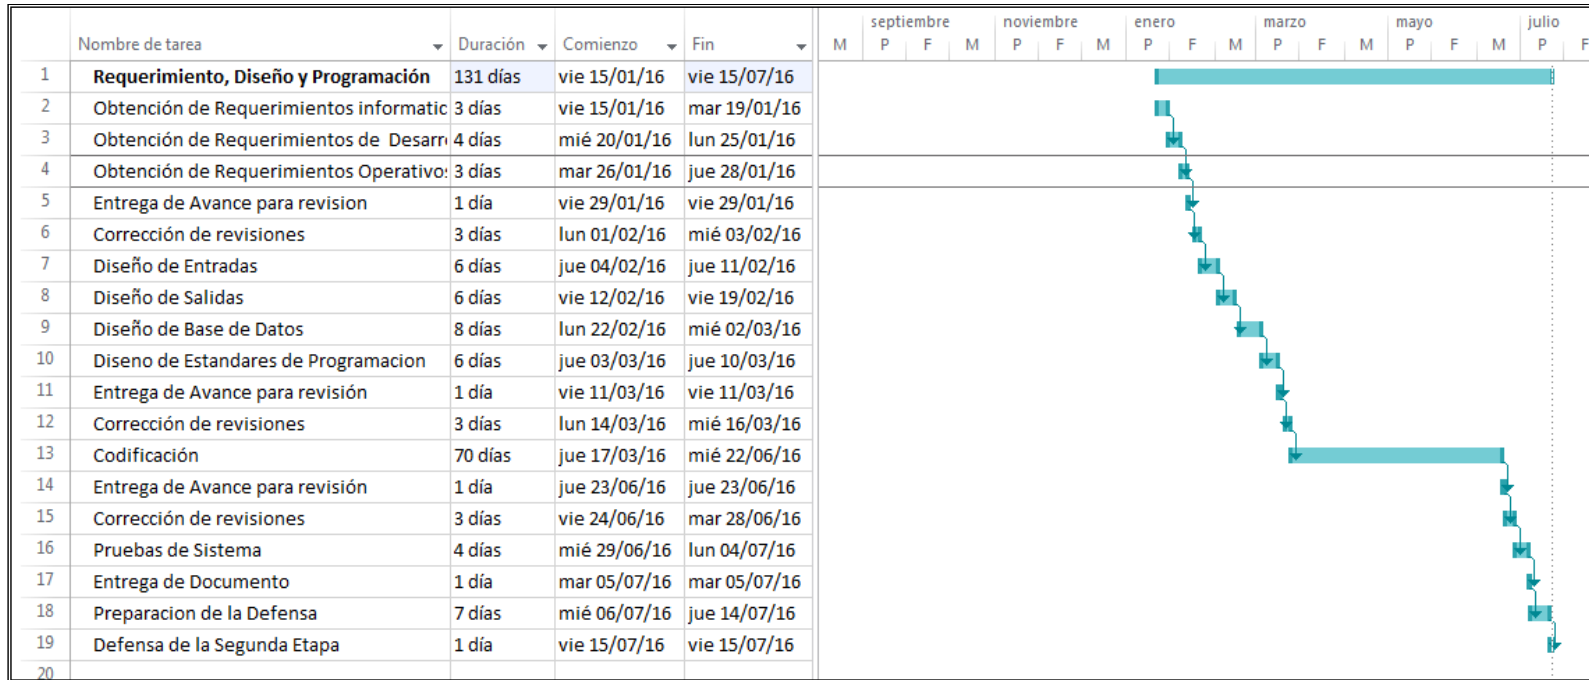 septiembre noviembre enero marzo mayo julio
Nombre de tarea Duración Comienzo Fin M P F M P F M P F M P F M P F M P F
1 Requerimiento, Diseño y Programación 131 días vie 15/01/16 vie 15/07/16
2 Obtención de Requerimientos informatic 3 días vie 15/01/16 mar 19/01/16
3 Obtención de Requerimientos de Desarr 4 días mié 20/01/16 lun 25/01/16
4 Obtención de Requerimientos Operativo 3 días mar 26/01/16 jue 28/01/16
5 Entrega de Avance para revision 1 día vie 29/01/16 vie 29/01/16
6 Corrección de revisiones 3 días lun 01/02/16 mié 03/02/16
7 Diseño de Entradas 6 días jue 04/02/16 jue 11/02/16
8 Diseño de Salidas 6 días vie 12/02/16 vie 19/02/16
9 Diseño de Base de Datos 8 días lun 22/02/16 mié 02/03/16
10 Diseno de Estandares de Programacion 6 días jue 03/03/16 jue 10/03/16
11 Entrega de Avance para revisión 1 día vie 11/03/16 vie 11/03/16
12 Corrección de revisiones 3 días lun 14/03/16 mié 16/03/16
13 Codificación 70 días jue 17/03/16 mié 22/06/16
14 Entrega de Avance para revisión 1 día jue 23/06/16 jue 23/06/16
15 Corrección de revisiones 3 días vie 24/06/16 mar 28/06/16
16 Pruebas de Sistema 4 días mié 29/06/16 lun 04/07/16
17 Entrega de Documento 1 día mar 05/07/16 mar 05/07/16
18 Preparacion de la Defensa 7 días mié 06/07/16 jue 14/07/16
19 Defensa de la Segunda Etapa 1 día vie 15/07/16 vie 15/07/16
20